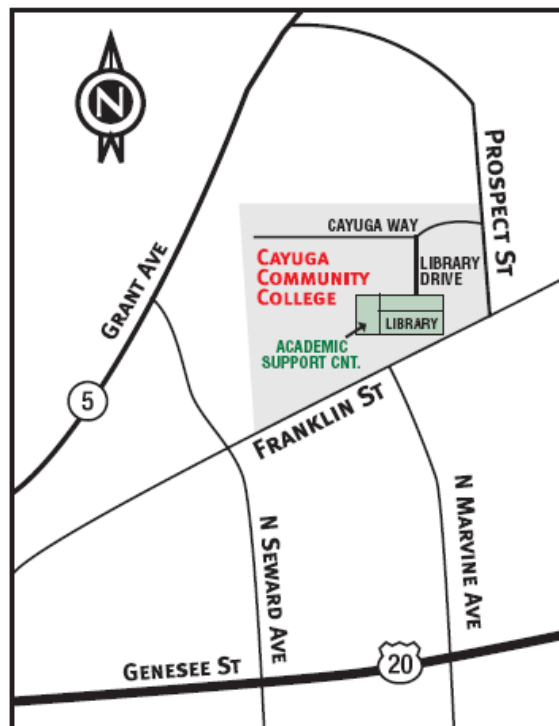 N
PROSPECT ST
GRANT AVE
CAYUGA WAY
CAYUGA
COMMUNITY
COLLEGE
LIBRARY
DRIVE
LIBRARY
ACADEMIC
SUPPORT CNT.
5
FRANKLIN ST
N SEWARD AVE
N MARVINE AVE
GENESEE ST
20